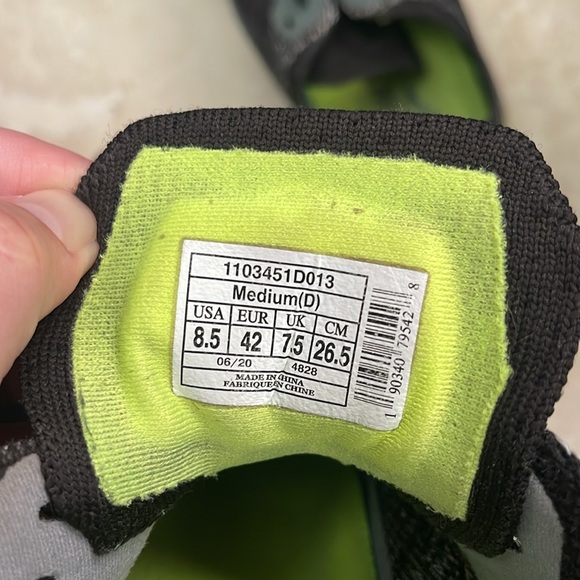 1103451D013
Medium(D)
USA EUR UK CM
8.5 42 7.5 26.5
06/20 4828
MADE IN CHINA
FABRIQUE EN CHINE
1 90340 79542 8